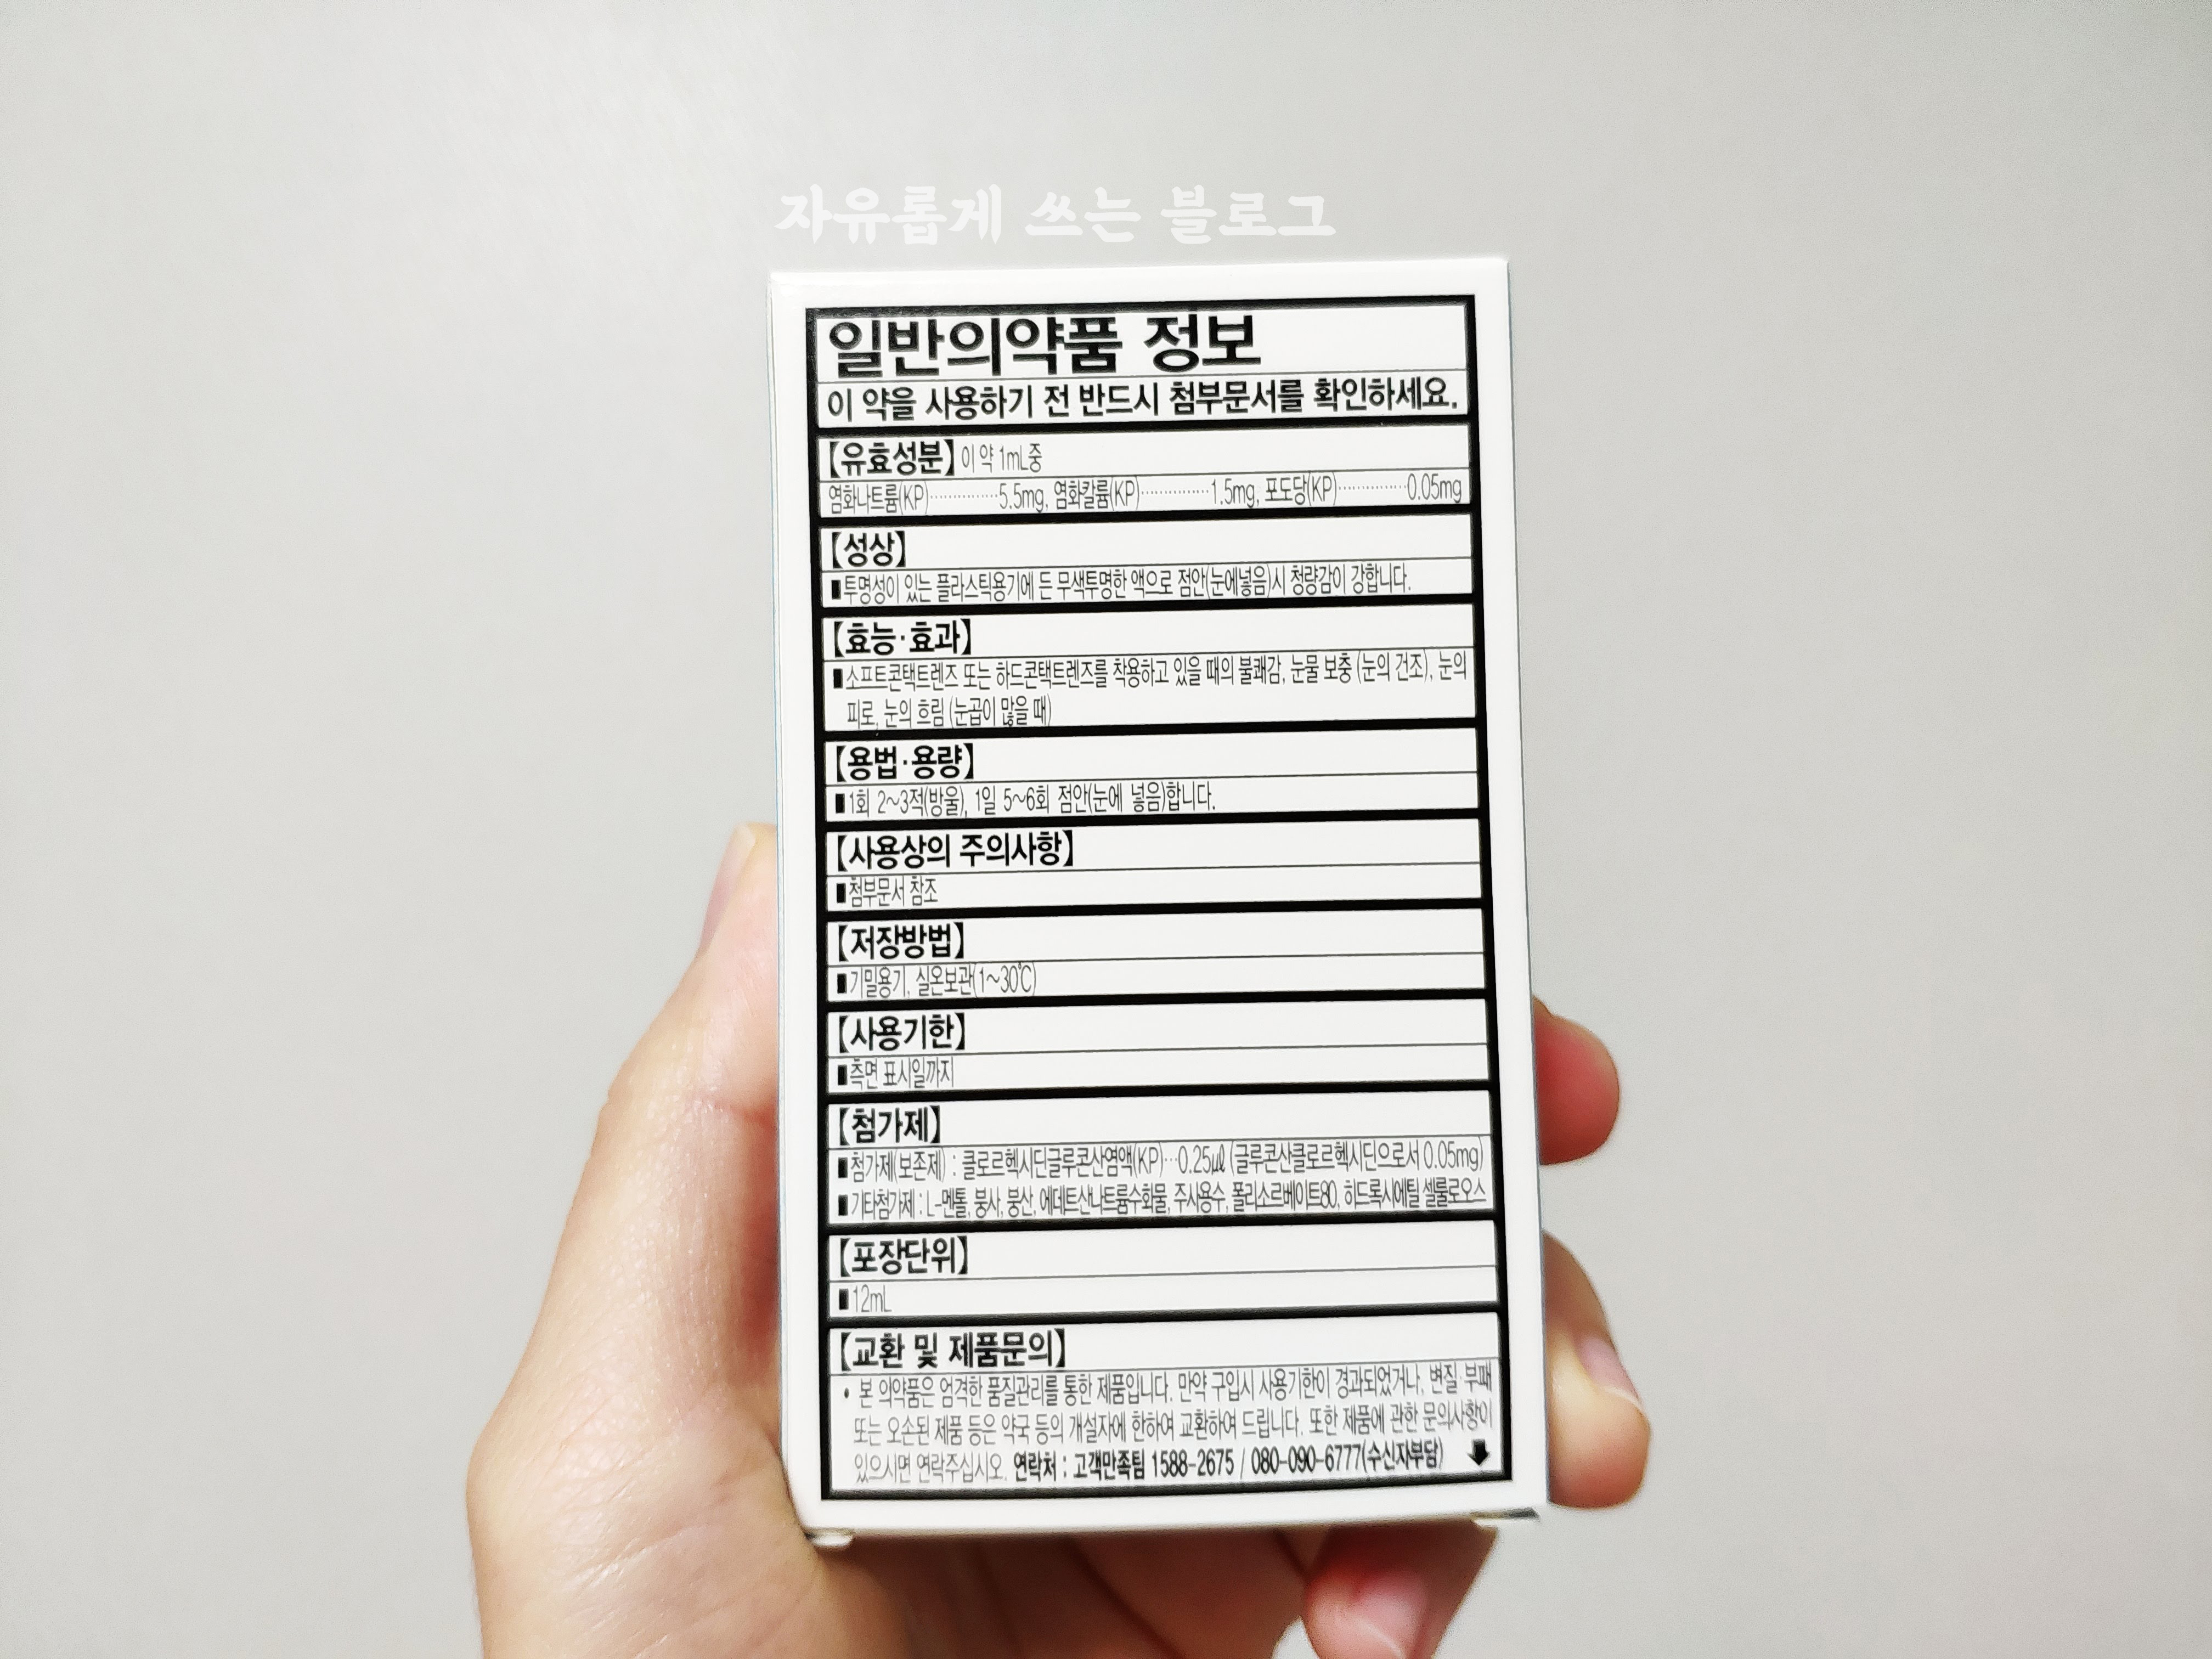 자유롭게 쓰는 블로그
일반의약품 정보
이 약을 사용하기 전 반드시 첨부문서를 확인하세요.
【유효성분】 이 약 1mL중
염화나트륨(KP)···············5.5mg, 염화칼륨(KP)···············1.5mg, 포도당(KP)···············0.05mg
【성상】
▮투명성이 있는 플라스틱용기에 든 무색투명한 액으로 점안(눈에넣음)시 청량감이 강합니다.
【효능·효과】
▮소프트콘택트렌즈 또는 하드콘택트렌즈를 착용하고 있을 때의 불쾌감, 눈물 보충 (눈의 건조), 눈의
피로, 눈의 흐림 (눈곱이 많을 때)
【용법·용량】
▮1회 2~3적(방울), 1일 5~6회 점안(눈에 넣음)합니다.
【사용상의 주의사항】
▮첨부문서 참조
【저장방법】
▮기밀용기, 실온보관(1~30℃)
【사용기한】
▮측면 표시일까지
【첨가제】
▮첨가제(보존제) : 클로르헥시딘글루콘산염액(KP)···0.25㎕ (글루콘산클로르헥시딘으로서 0.05mg)
▮기타첨가제 : L-멘톨, 붕사, 붕산, 에데트산나트륨수화물, 주사용수, 폴리소르베이트80, 히드록시에틸 셀룰로오스
【포장단위】
▮12mL
【교환 및 제품문의】
• 본 의약품은 엄격한 품질관리를 통한 제품입니다. 만약 구입시 사용기한이 경과되었거나, 변질·부패
또는 오손된 제품 등은 약국 등의 개설자에 한하여 교환하여 드립니다. 또한 제품에 관한 문의사항이
있으시면 연락주십시오. 연락처 : 고객만족팀 1588-2675 / 080-090-6777(수신자부담)